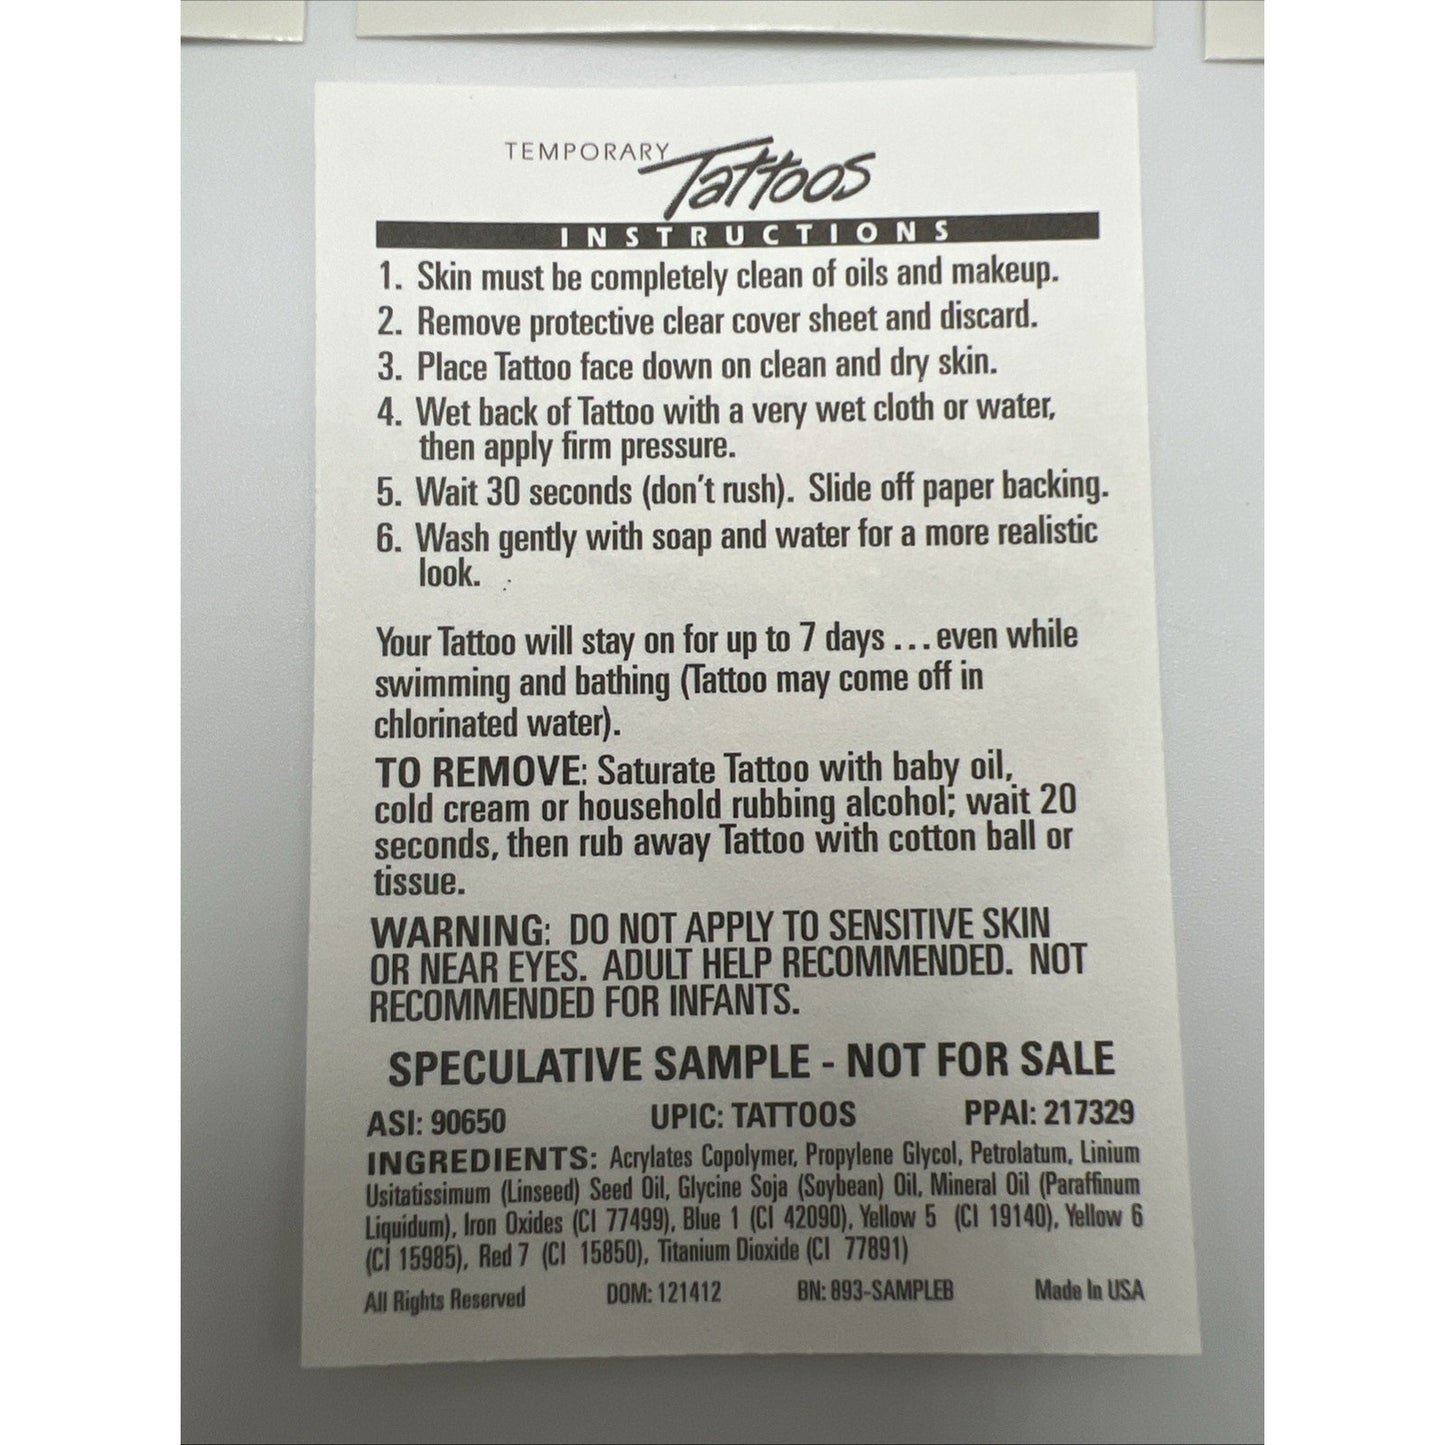 TEMPORARY Tattoos
INSTRUCTIONS
1. Skin must be completely clean of oils and makeup.
2. Remove protective clear cover sheet and discard.
3. Place Tattoo face down on clean and dry skin.
4. Wet back of Tattoo with a very wet cloth or water,
then apply firm pressure.
5. Wait 30 seconds (don't rush). Slide off paper backing.
6. Wash gently with soap and water for a more realistic
look.
Your Tattoo will stay on for up to 7 days ... even while
swimming and bathing (Tattoo may come off in
chlorinated water).
TO REMOVE: Saturate Tattoo with baby oil,
cold cream or household rubbing alcohol; wait 20
seconds, then rub away Tattoo with cotton ball or
tissue.
WARNING: DO NOT APPLY TO SENSITIVE SKIN
OR NEAR EYES. ADULT HELP RECOMMENDED. NOT
RECOMMENDED FOR INFANTS.
SPECULATIVE SAMPLE - NOT FOR SALE
ASI: 90650 UPIC: TATTOOS PPAI: 217329
INGREDIENTS: Acrylates Copolymer, Propylene Glycol, Petrolatum, Linium
Usitatissimum (Linseed) Seed Oil, Glycine Soja (Soybean) Oil, Mineral Oil (Paraffinum
Liquidum), Iron Oxides (CI 77499), Blue 1 (CI 42090), Yellow 5 (CI 19140), Yellow 6
(CI 15985), Red 7 (CI 15850), Titanium Dioxide (CI 77891)
All Rights Reserved DOM: 121412 BN: 893-SAMPLEB Made In USA